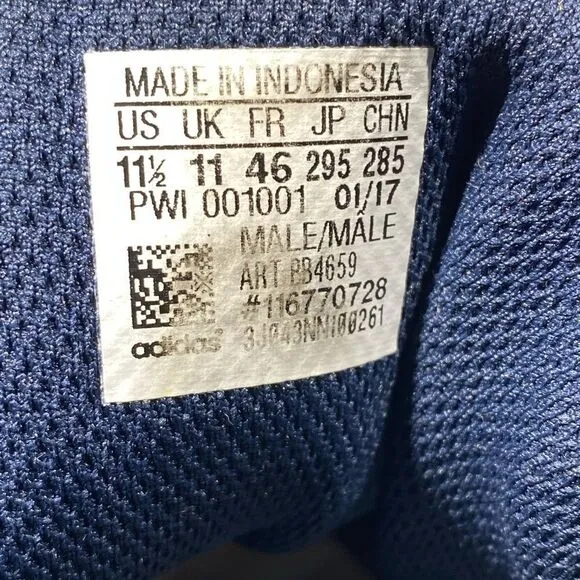 MADE IN INDONESIA
US UK FR JP CHN
11½ 11 46 295 285
PWI 001001 01/17
MALE/MÂLE
ART BB4659
#116770728
3J043NN100261
adidas